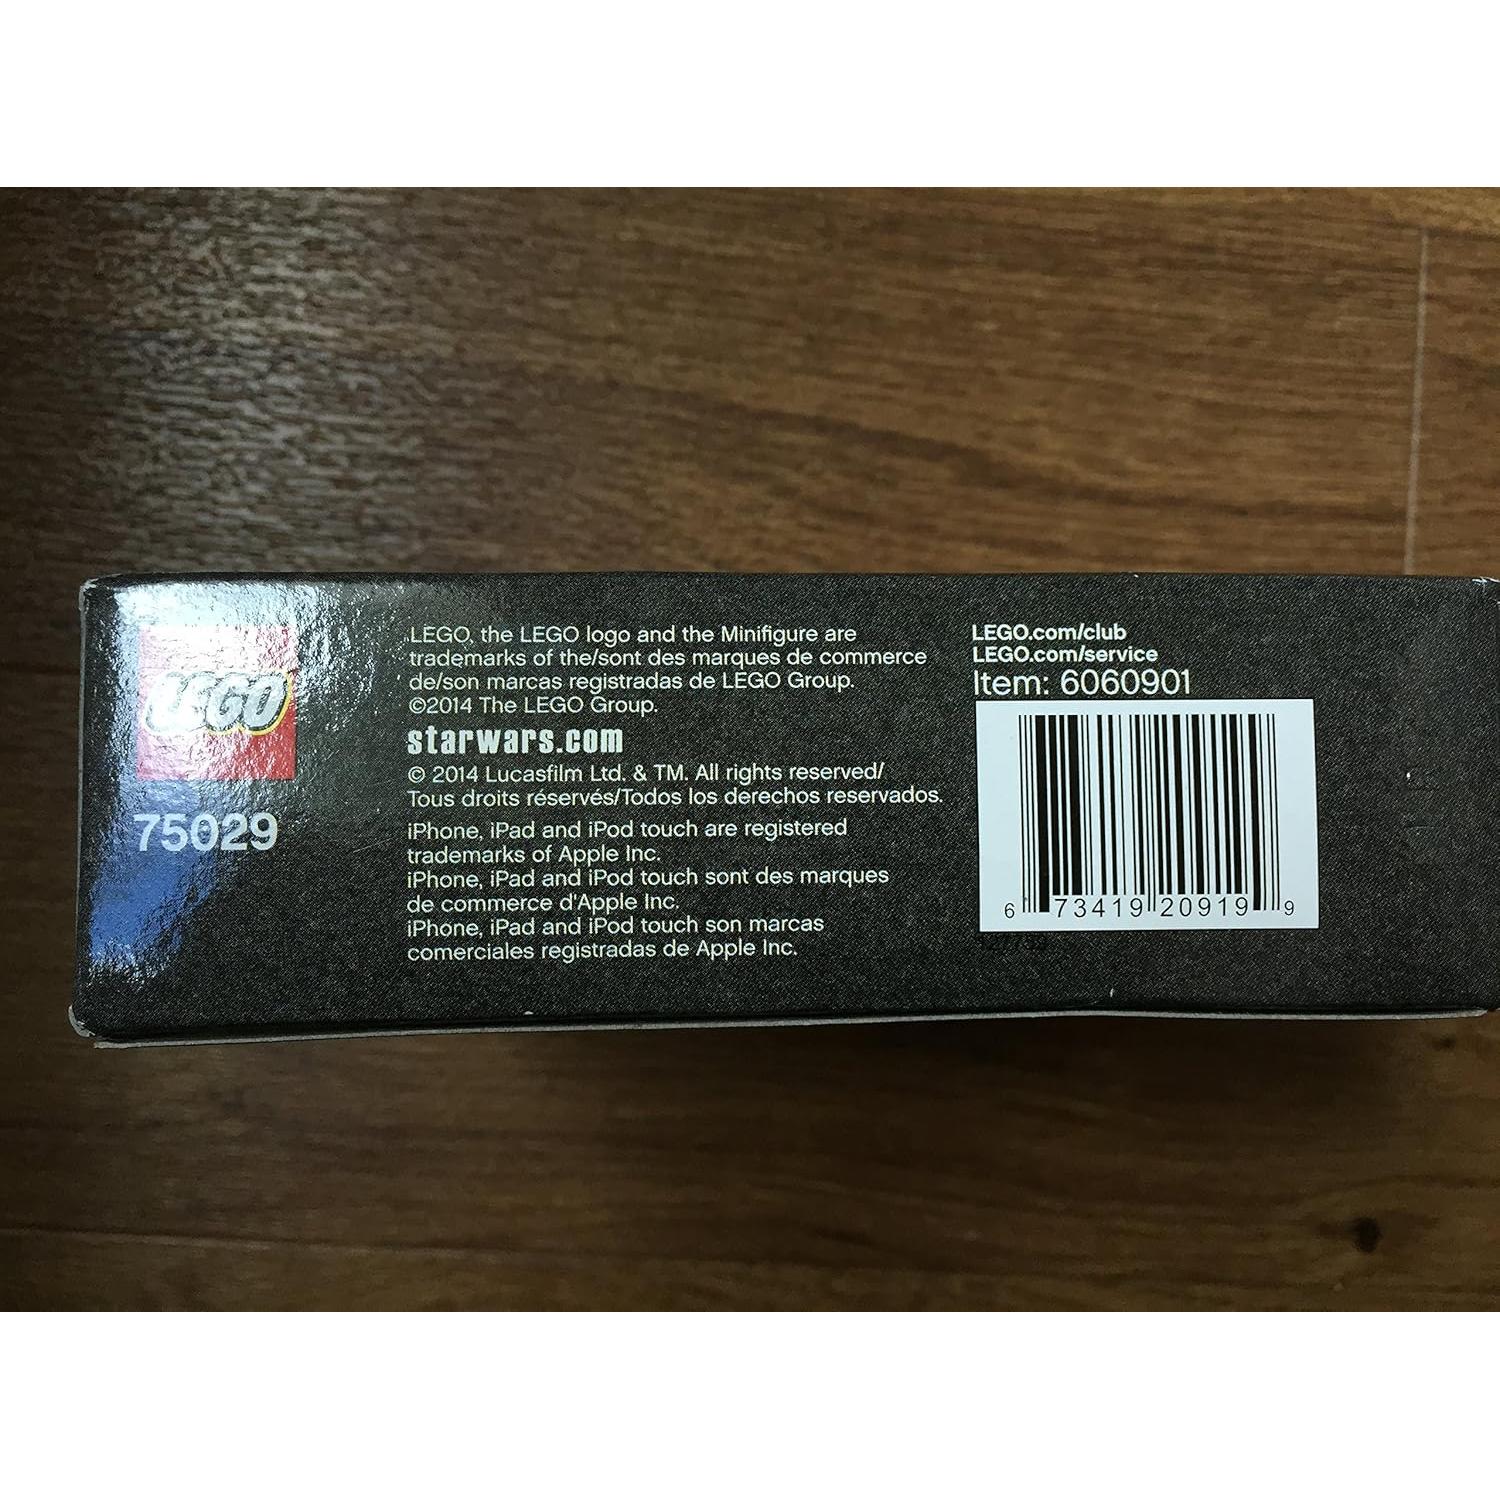 LEGO
75029
LEGO, the LEGO logo and the Minifigure are
trademarks of the/sont des marques de commerce
de/son marcas registradas de LEGO Group.
©2014 The LEGO Group.
starwars.com
© 2014 Lucasfilm Ltd. & TM. All rights reserved/
Tous droits réservés/Todos los derechos reservados.
iPhone, iPad and iPod touch are registered
trademarks of Apple Inc.
iPhone, iPad and iPod touch sont des marques
de commerce d'Apple Inc.
iPhone, iPad and iPod touch son marcas
comerciales registradas de Apple Inc.
LEGO.com/club
LEGO.com/service
Item: 6060901
6 73419 20919 9